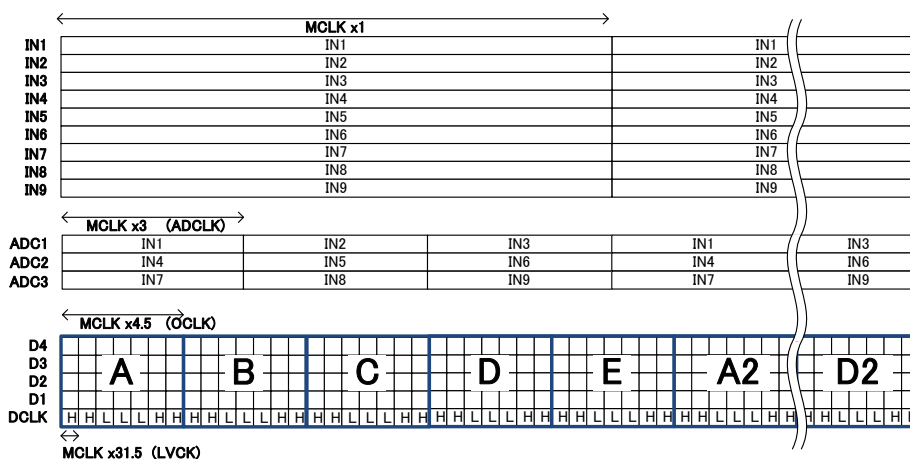 MCLK x1
IN1 IN1 IN1
IN2 IN2 IN2
IN3 IN3 IN3
IN4 IN4 IN4
IN5 IN5 IN5
IN6 IN6 IN6
IN7 IN7 IN7
IN8 IN8 IN8
IN9 IN9 IN9
MCLK x3 (ADCLK)
ADC1 IN1 IN2 IN3 IN1 IN3
ADC2 IN4 IN5 IN6 IN4 IN6
ADC3 IN7 IN8 IN9 IN7 IN9
MCLK x4.5 (OCLK)
D4
D3
D2
D1
A B C D E A2 D2
DCLK H H L L L H H H H L L L H H H H L L L H H H H L L L H H H H L L L H H H H L L L H H H H L L L H H
MCLK x31.5 (LVCK)